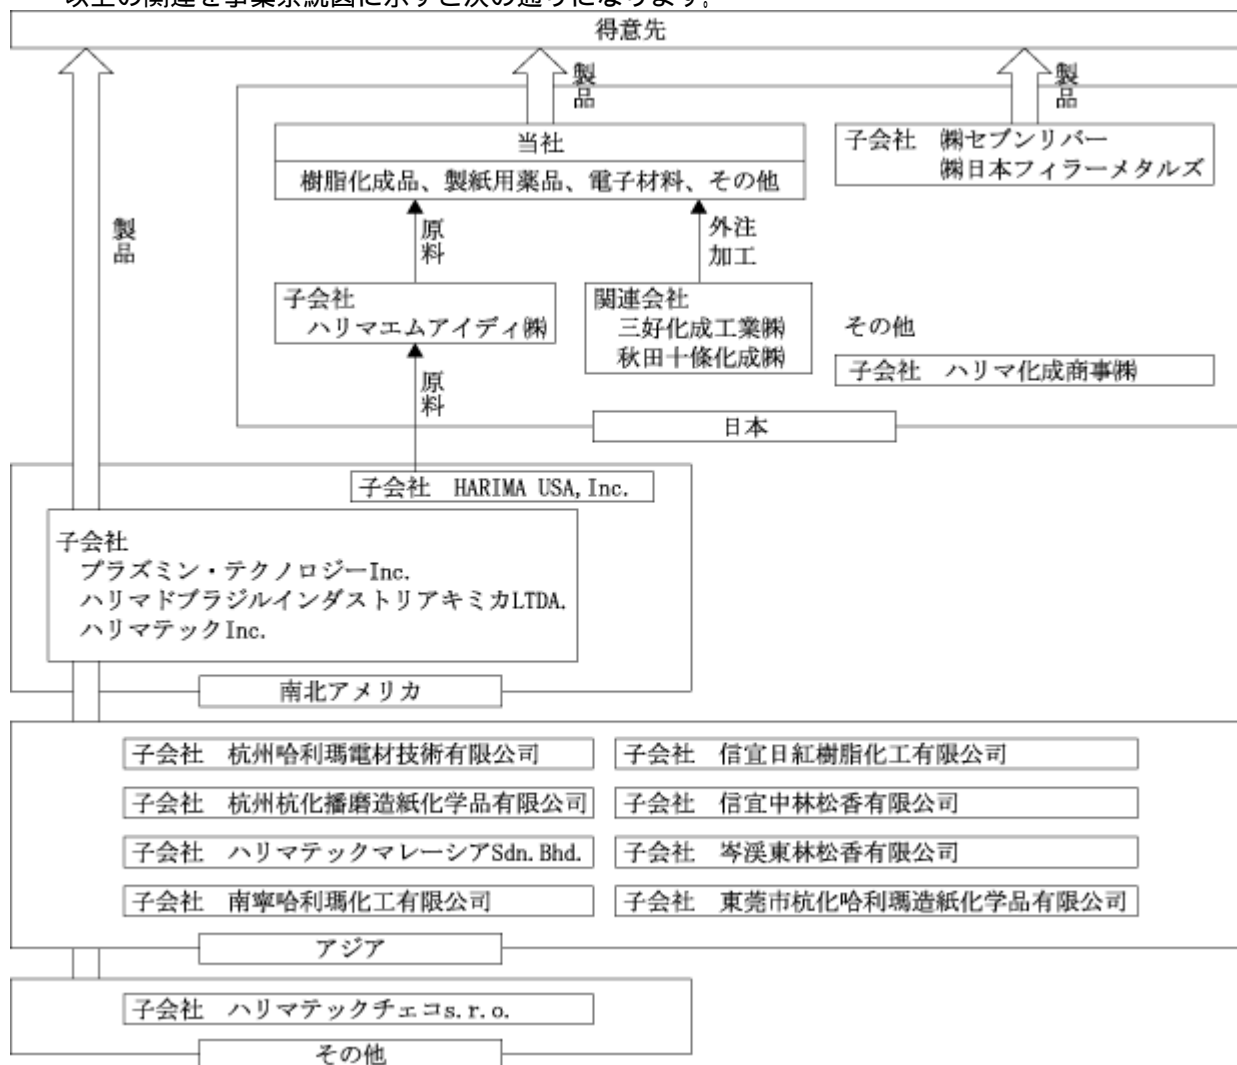 以上の関連を事業系統図に示すと次の通りになります。
得意先
製品
製品
製品
当社
樹脂化成品、製紙用薬品、電子材料、その他
子会社 ㈱セブンリバー
㈱日本フィラーメタルズ
原料
外注
加工
子会社
ハリマエムアイディ㈱
関連会社
三好化成工業㈱
秋田十條化成㈱
その他
子会社 ハリマ化成商事㈱
原料
日本
子会社 HARIMA USA,Inc.
子会社
プラズミン・テクノロジーInc.
ハリマドブラジルインダストリアキミカLTDA.
ハリマテックInc.
南北アメリカ
子会社 杭州哈利瑪電材技術有限公司
子会社 信宜日紅樹脂化工有限公司
子会社 杭州杭化播磨造紙化学品有限公司
子会社 信宜中林松香有限公司
子会社 ハリマテックマレーシアSdn.Bhd.
子会社 岑溪東林松香有限公司
子会社 南寧哈利瑪化工有限公司
子会社 東莞市杭化哈利瑪造紙化学品有限公司
アジア
子会社 ハリマテックチェコs.r.o.
その他